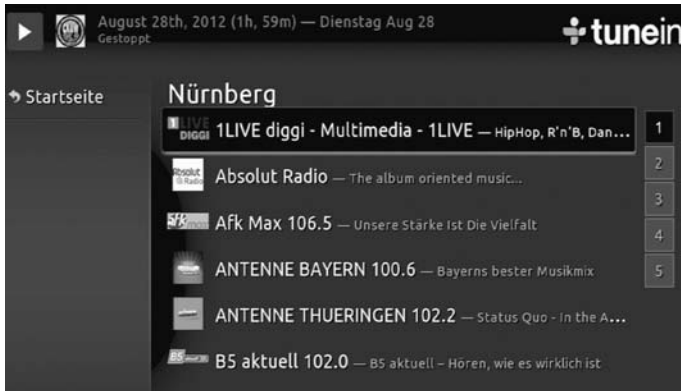 August 28th, 2012 (1h, 59m) — Dienstag Aug 28
Gestoppt
tunein
Startseite
Nürnberg
1LIVE DIGGI
1LIVE diggi - Multimedia - 1LIVE — HipHop, R'n'B, Dan...
1
Absolut Radio
Absolut Radio — The album oriented music...
2
3
afk max
Afk Max 106.5 — Unsere Stärke Ist Die Vielfalt
4
ANTENNE BAYERN 100.6 — Bayerns bester Musikmix
5
ANTENNE THUERINGEN 102.2 — Status Quo - In the A...
B5
B5 aktuell 102.0 — B5 aktuell – Hören, wie es wirklich ist